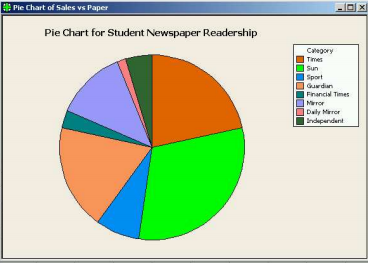 Pie Chart of Sales vs Paper
Pie Chart for Student Newspaper Readership
Category
Times
Sun
Sport
Guardian
Financial Times
Mirror
Daily Mirror
Independent